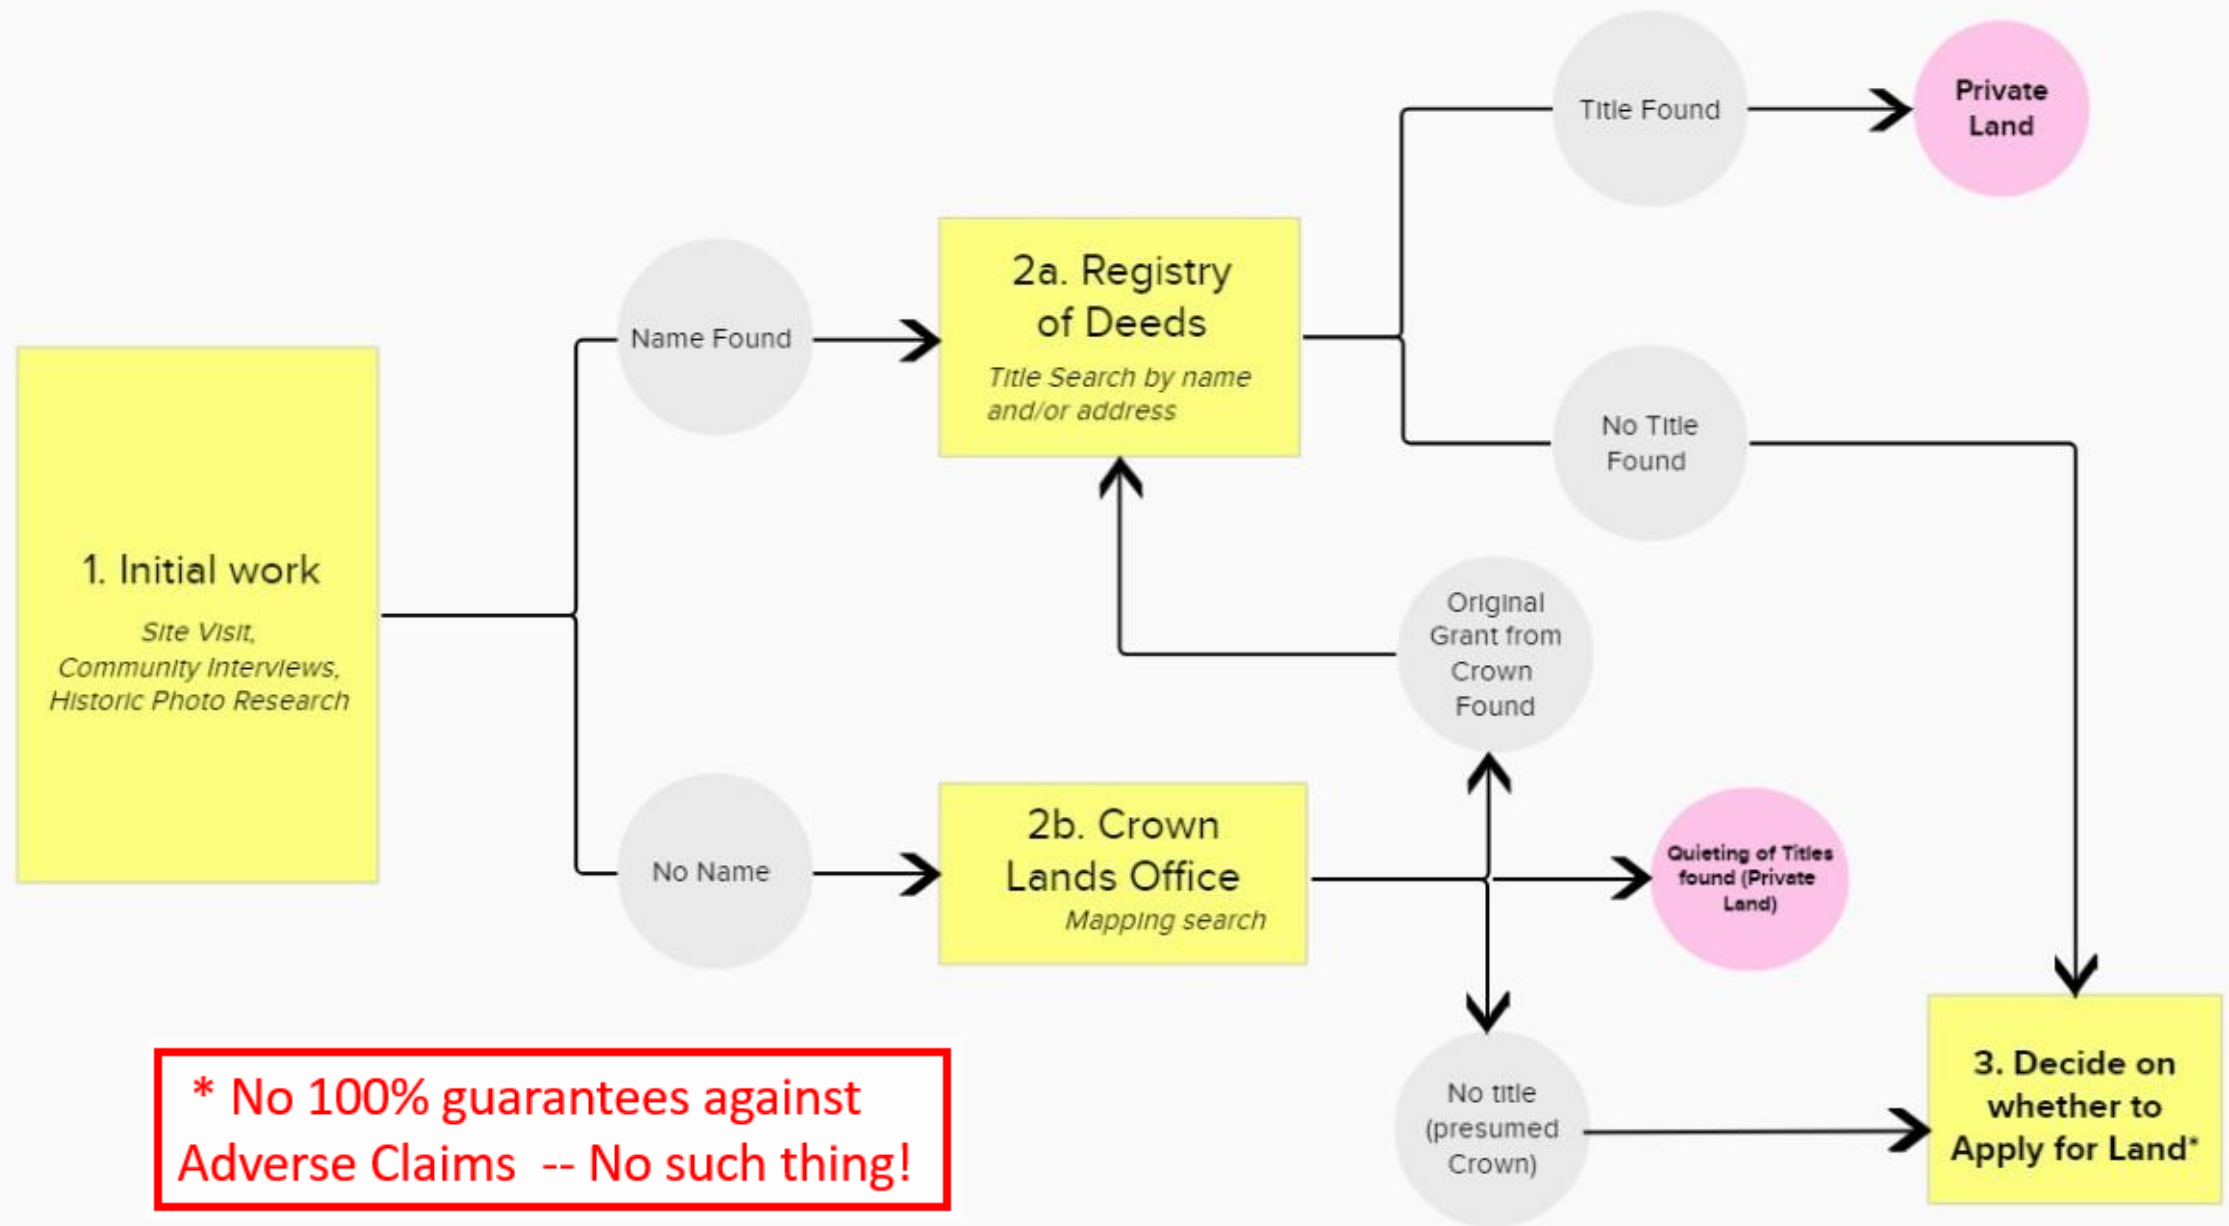 1. Initial work
Site Visit,
Community Interviews,
Historic Photo Research
Name Found
No Name
2a. Registry
of Deeds
Title Search by name
and/or address
2b. Crown
Lands Office
Mapping search
Title Found
Private
Land
No Title
Found
Original
Grant from
Crown
Found
Quieting of Titles
found (Private
Land)
No title
(presumed
Crown)
3. Decide on
whether to
Apply for Land*
* No 100% guarantees against
Adverse Claims -- No such thing!